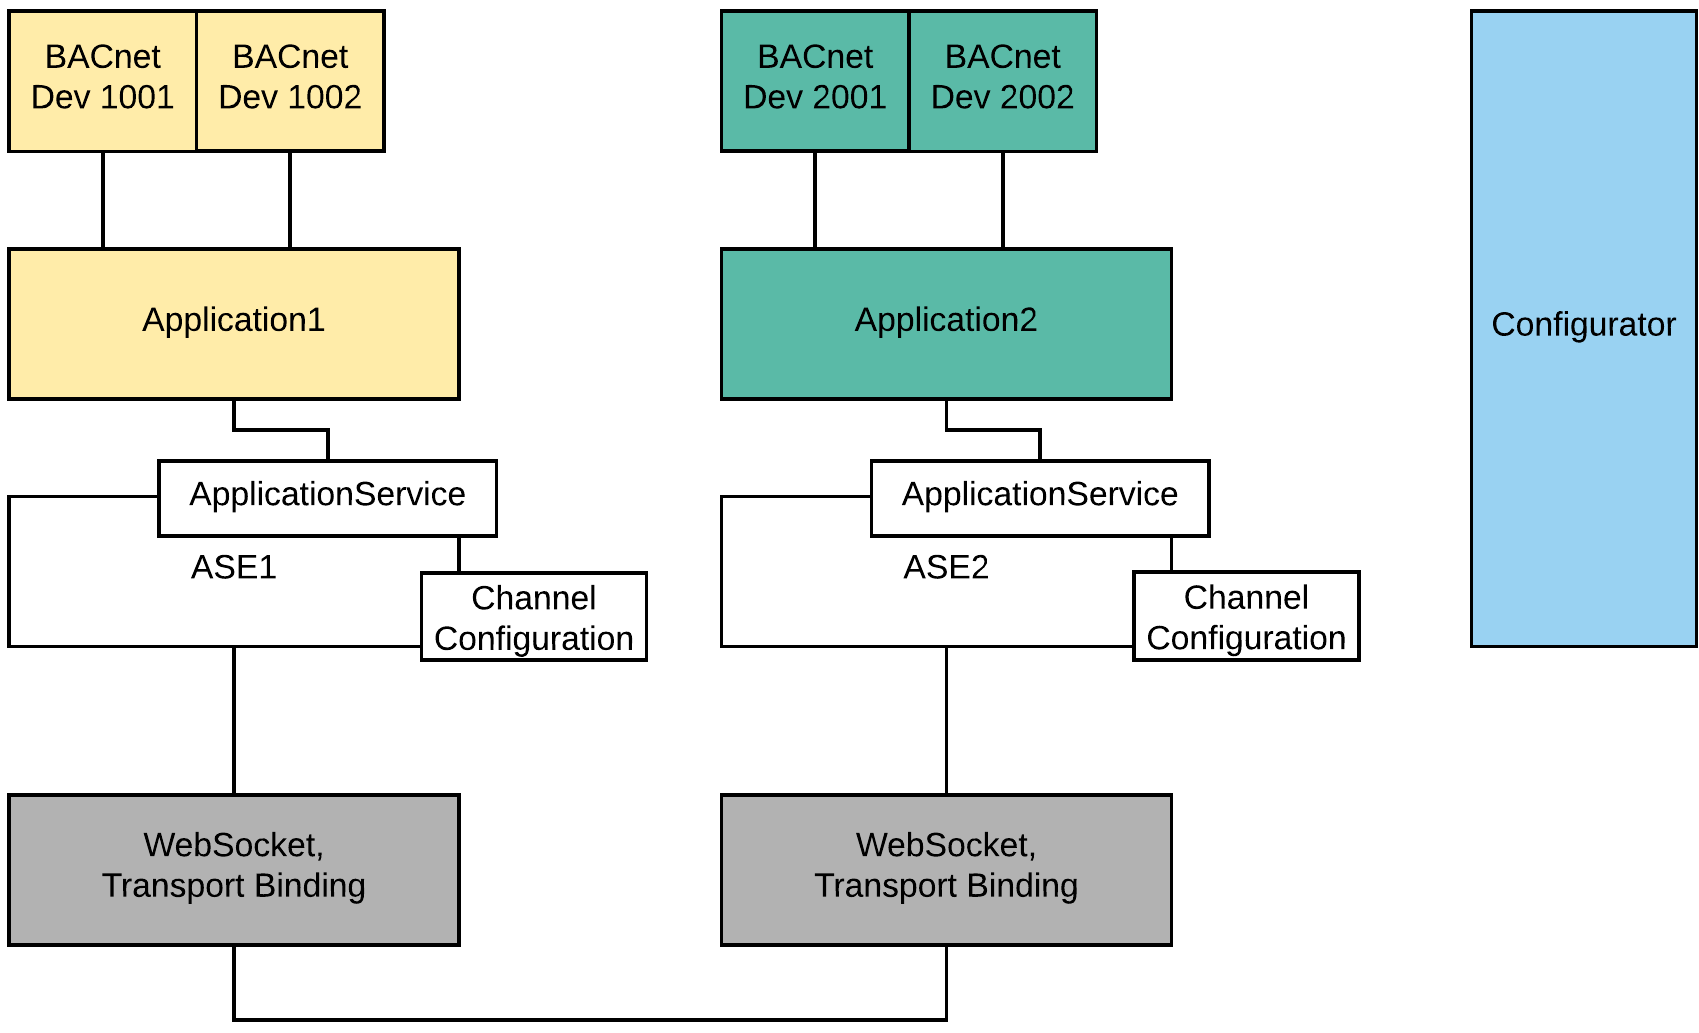 BACnet
Dev 1001
BACnet
Dev 1002
BACnet
Dev 2001
BACnet
Dev 2002
Application1
Application2
Configurator
ApplicationService
ApplicationService
ASE1
ASE2
Channel
Configuration
Channel
Configuration
WebSocket,
Transport Binding
WebSocket,
Transport Binding